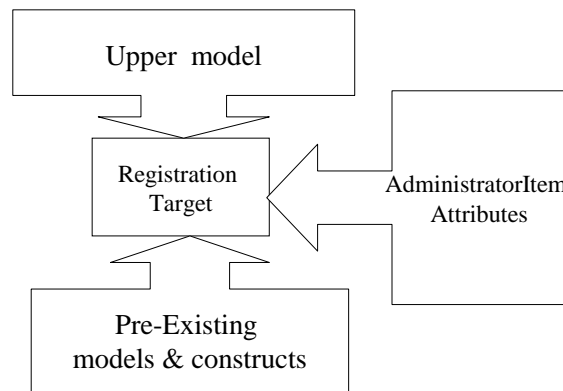 Upper model
Registration
Target
AdministratorItem
Attributes
Pre-Existing
models & constructs